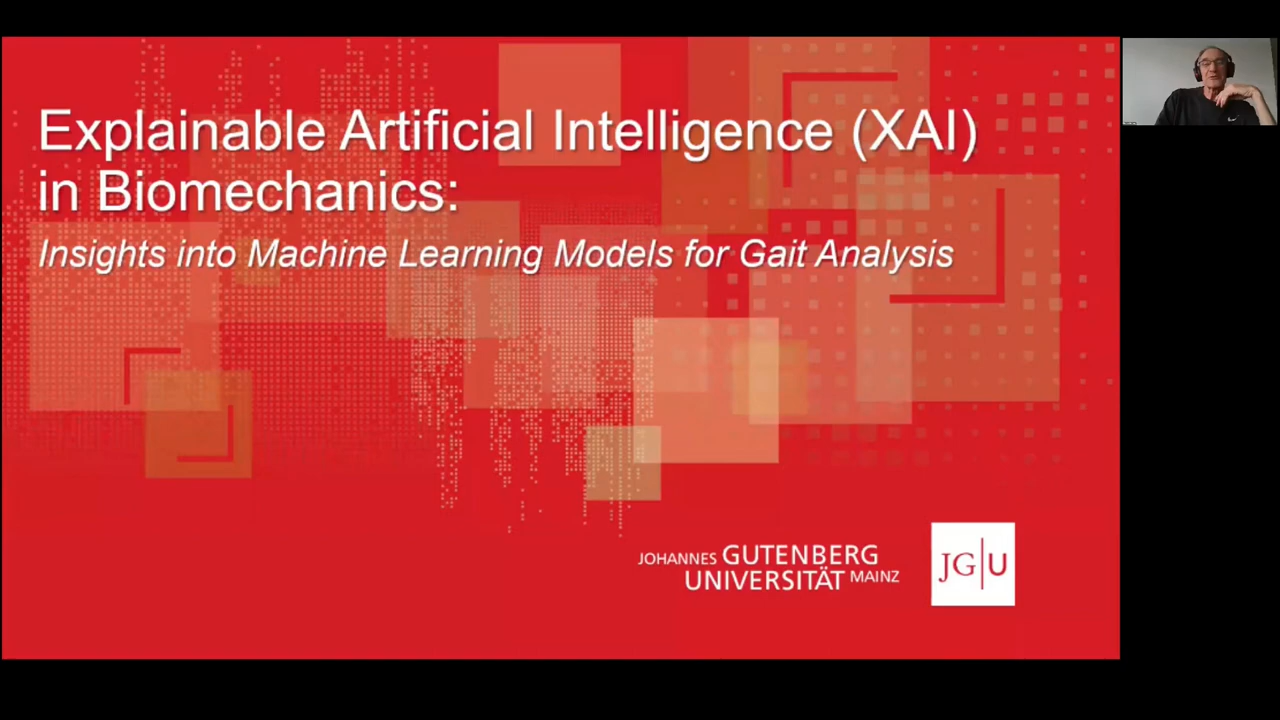 Explainable Artificial Intelligence (XAI)
in Biomechanics:
Insights into Machine Learning Models for Gait Analysis
JOHANNES GUTENBERG
UNIVERSITÄT MAINZ
JG|U